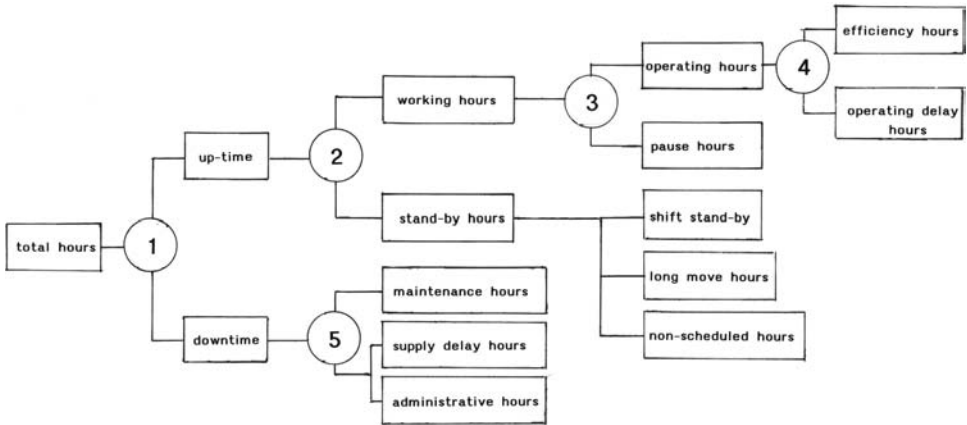 efficiency hours
operating hours
4
working hours
3
operating delay
hours
up-time
2
pause hours
stand-by hours
shift stand-by
total hours
1
long move hours
maintenance hours
downtime
5
supply delay hours
non-scheduled hours
administrative hours